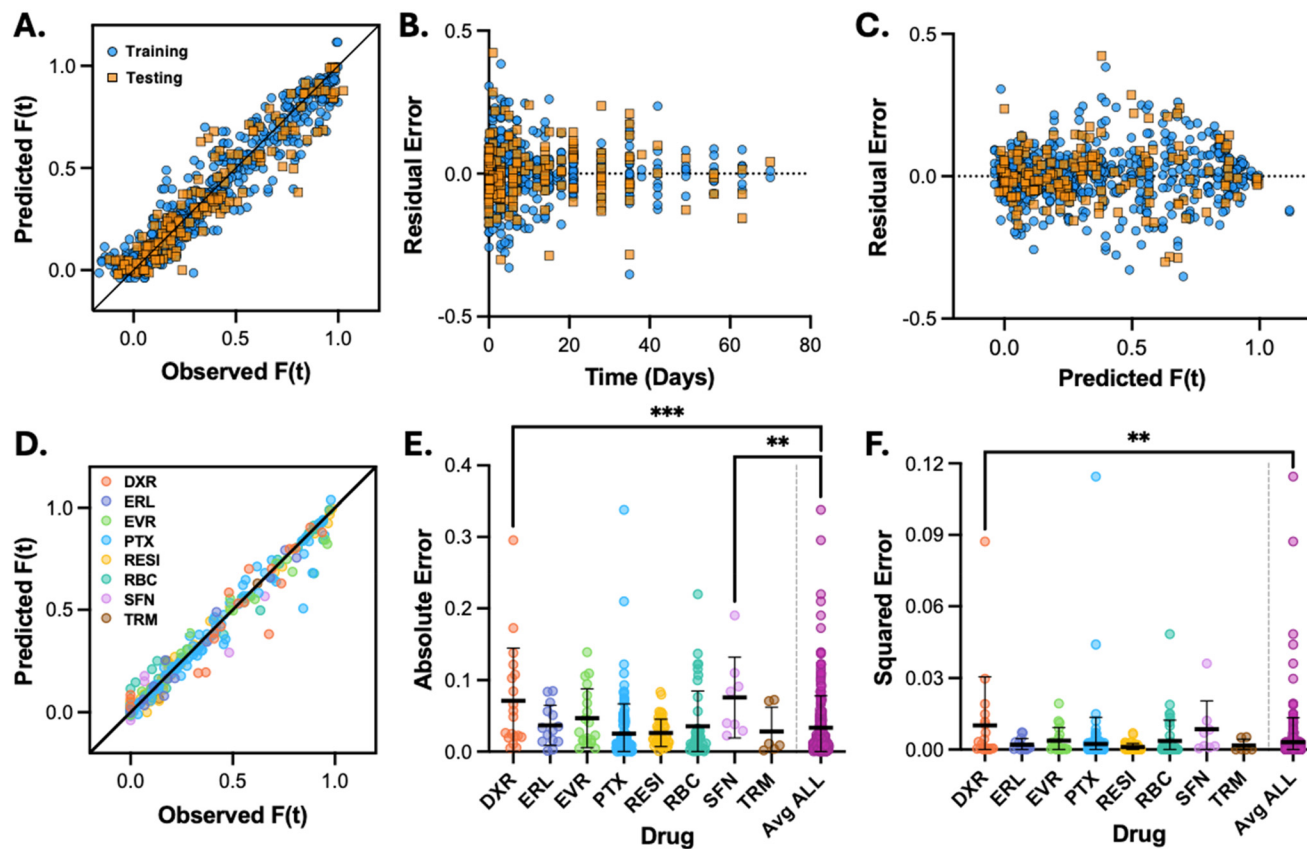 A.
Training
Testing
1.0
0.5
0.0
0.0
0.5
1.0
Predicted F(t)
Observed F(t)
B.
0.5
0.0
-0.5
0
20
40
60
80
Residual Error
Time (Days)
C.
0.5
0.0
-0.5
0.0
0.5
1.0
Residual Error
Predicted F(t)
D.
DXR
ERL
EVR
PTX
RESI
RBC
SFN
TRM
1.0
0.5
0.0
0.0
0.5
1.0
Predicted F(t)
Observed F(t)
E.
***
**
0.4
0.3
0.2
0.1
0.0
Absolute Error
DXR
ERL
EVR
PTX
RESI
RBC
SFN
TRM
Avg ALL
Drug
F.
**
0.12
0.09
0.06
0.03
0.00
Squared Error
DXR
ERL
EVR
PTX
RESI
RBC
SFN
TRM
Avg ALL
Drug